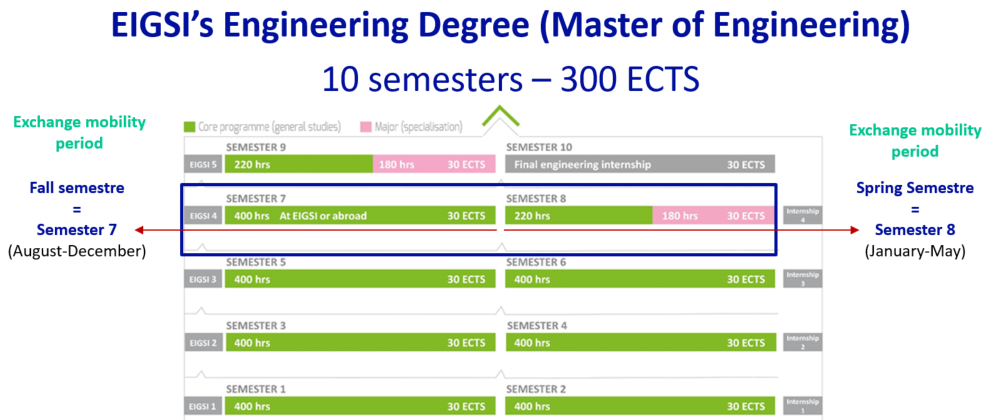 EIGSI's Engineering Degree (Master of Engineering)
10 semesters – 300 ECTS
Exchange mobility
period
Fall semestre
=
Semester 7
(August-December)
Core programme (general studies)
Major (specialisation)
SEMESTER 9
SEMESTER 10
EIGSI 5
220 hrs
180 hrs
30 ECTS
Final engineering internship
30 ECTS
SEMESTER 7
SEMESTER 8
EIGSI 4
400 hrs At EIGSI or abroad
30 ECTS
220 hrs
180 hrs
30 ECTS
Internship
4
SEMESTER 5
SEMESTER 6
EIGSI 3
400 hrs
30 ECTS
400 hrs
30 ECTS
Internship
3
SEMESTER 3
SEMESTER 4
EIGSI 2
400 hrs
30 ECTS
400 hrs
30 ECTS
Internship
2
SEMESTER 1
SEMESTER 2
EIGSI 1
400 hrs
30 ECTS
400 hrs
30 ECTS
Internship
1
Exchange mobility
period
Spring Semestre
=
Semester 8
(January-May)